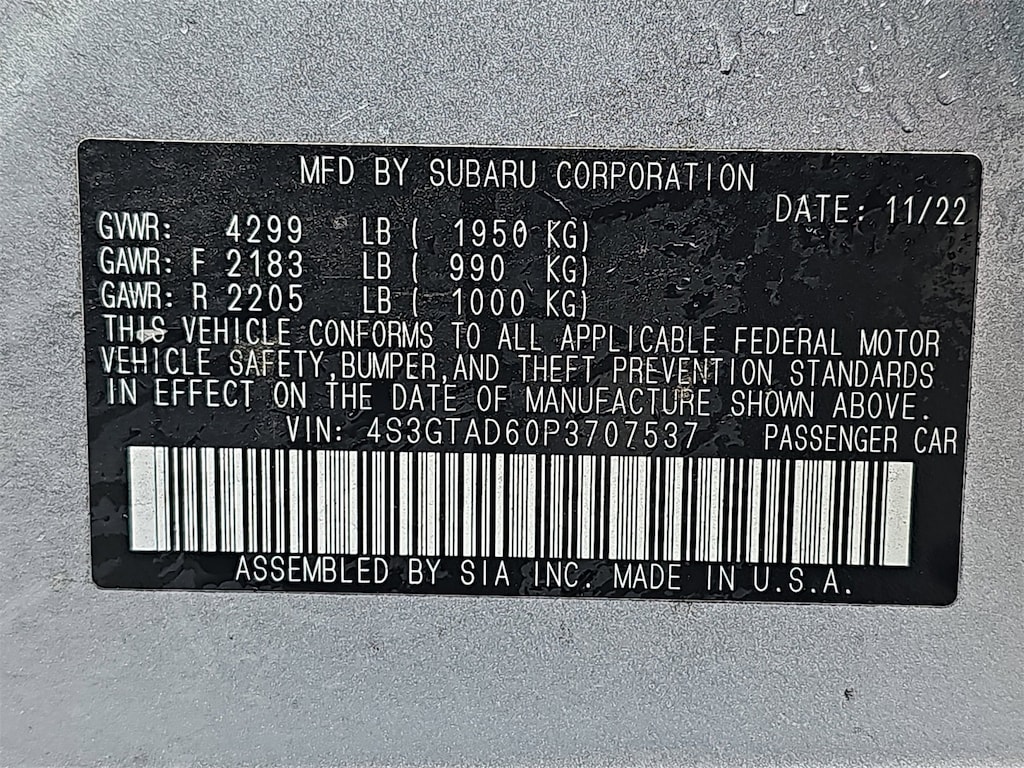 MFD BY SUBARU CORPORATION
DATE: 11/22
GVWR: 4299 LB ( 1950 KG)
GAWR: F 2183 LB ( 990 KG)
GAWR: R 2205 LB ( 1000 KG)
THIS VEHICLE CONFORMS TO ALL APPLICABLE FEDERAL MOTOR
VEHICLE SAFETY,BUMPER,AND THEFT PREVENTION STANDARDS
IN EFFECT ON THE DATE OF MANUFACTURE SHOWN ABOVE.
VIN: 4S3GTAD60P3707537 PASSENGER CAR
ASSEMBLED BY SIA INC. MADE IN U.S.A.